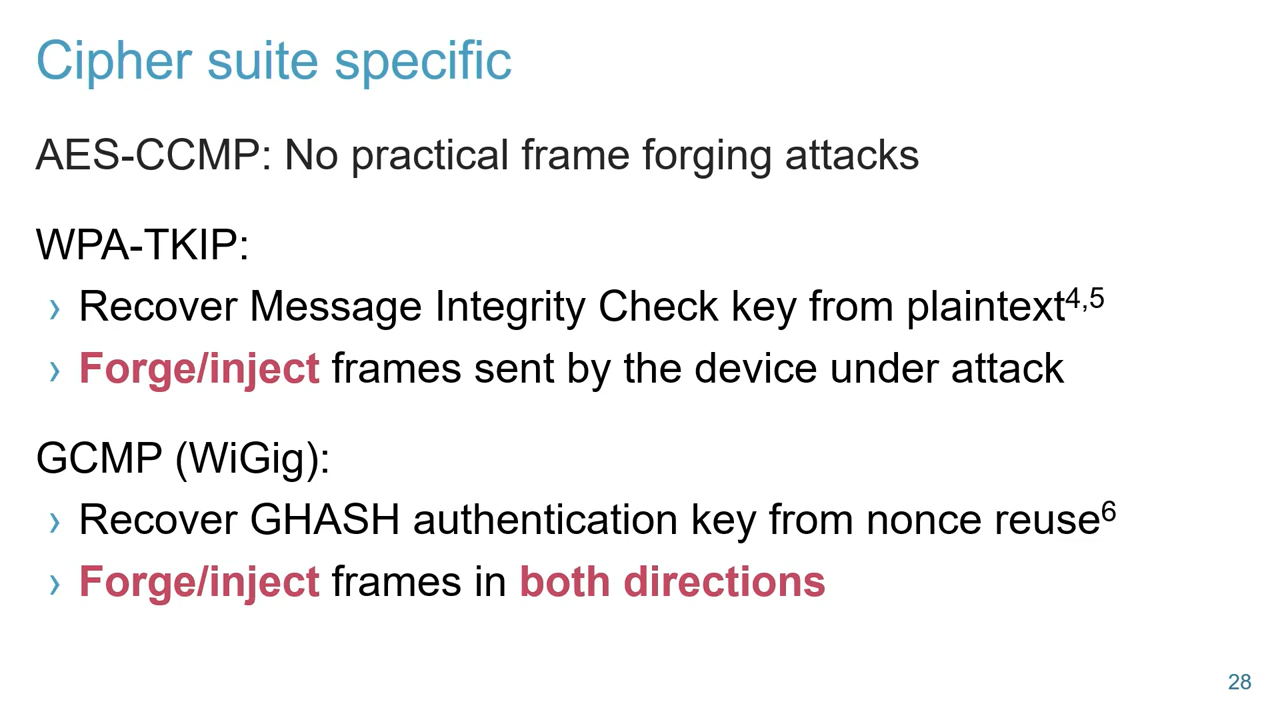 Cipher suite specific
AES-CCMP: No practical frame forging attacks
WPA-TKIP:
› Recover Message Integrity Check key from plaintext⁴,⁵
› Forge/inject frames sent by the device under attack
GCMP (WiGig):
› Recover GHASH authentication key from nonce reuse⁶
› Forge/inject frames in both directions
28